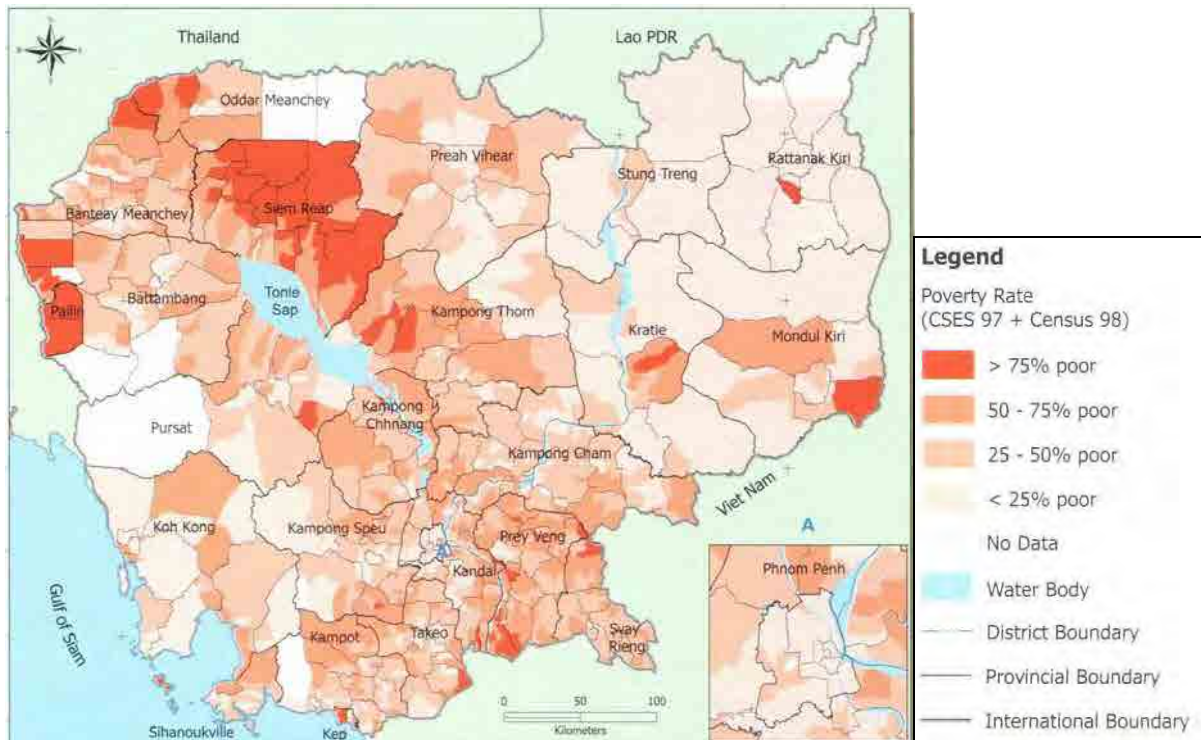 Thailand
Lao PDR
Oddar Meanchey
Preah Vihear
Stung Treng
Rattanak Kiri
Siem Reap
Banteay Meanchey
Battambang
Tonle
Sap
Pailin
Kampong Thom
Kratie
Mondul Kiri
Kampong
Chhnang
Pursat
Kampong Cham
Viet Nam
Koh Kong
Kampong Speu
Prey Veng
A
Kandal
Gulf of Siam
Kampot
Takeo
Svay
Rieng
0 50 100
Kilometers
Sihanoukville
Kep
A
Phnom Penh
Legend
Poverty Rate
(CSES 97 + Census 98)
> 75% poor
50 - 75% poor
25 - 50% poor
< 25% poor
No Data
Water Body
District Boundary
Provincial Boundary
International Boundary